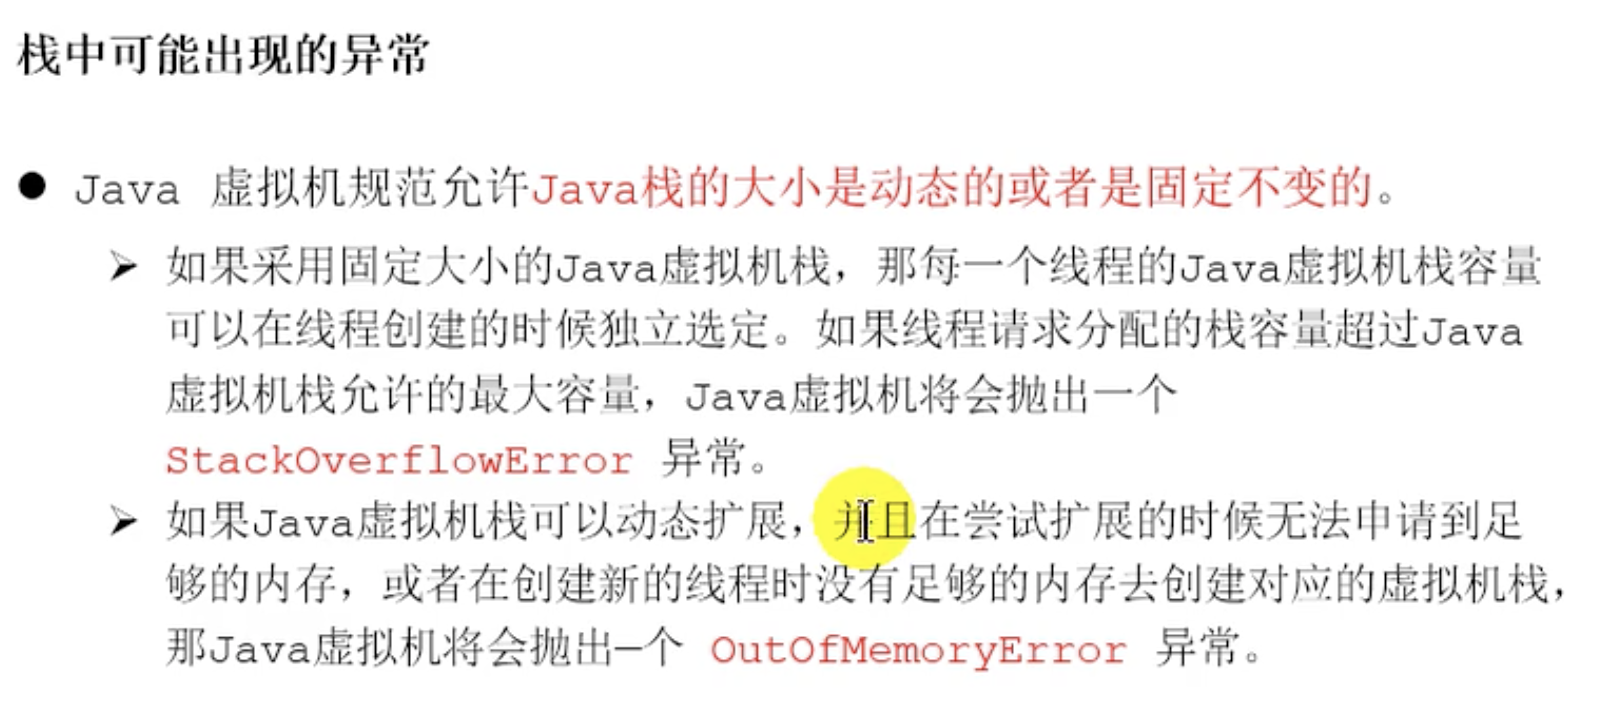 栈中可能出现的异常
● Java 虚拟机规范允许Java栈的大小是动态的或者是固定不变的。
➢ 如果采用固定大小的Java虚拟机栈，那每一个线程的Java虚拟机栈容量
可以在线程创建的时候独立选定。如果线程请求分配的栈容量超过Java
虚拟机栈允许的最大容量，Java虚拟机将会抛出一个
StackOverflowError 异常。
➢ 如果Java虚拟机栈可以动态扩展，并且在尝试扩展的时候无法申请到足
够的内存，或者在创建新的线程时没有足够的内存去创建对应的虚拟机栈，
那Java虚拟机将会抛出一个 OutOfMemoryError 异常。